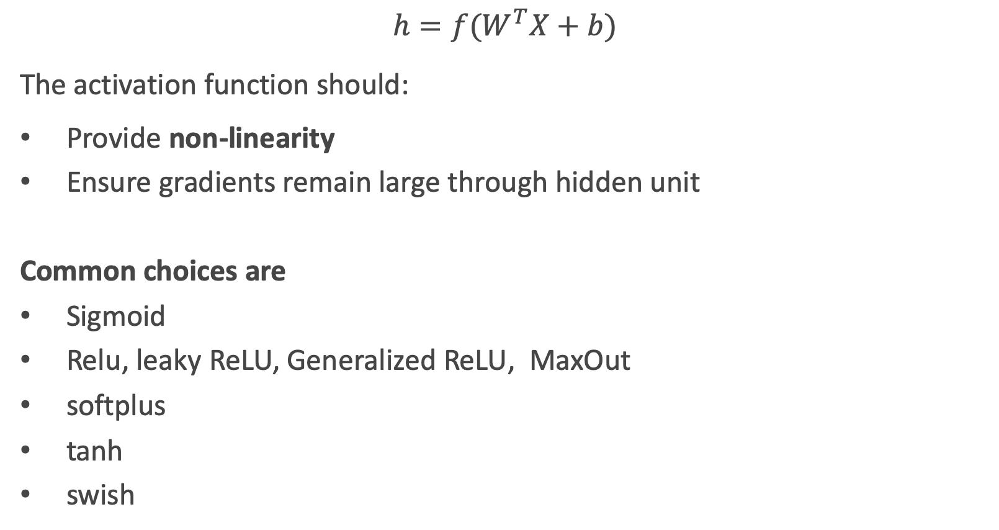 h = f(W^T X + b)
The activation function should:
• Provide non-linearity
• Ensure gradients remain large through hidden unit
Common choices are
• Sigmoid
• Relu, leaky ReLU, Generalized ReLU, MaxOut
• softplus
• tanh
• swish